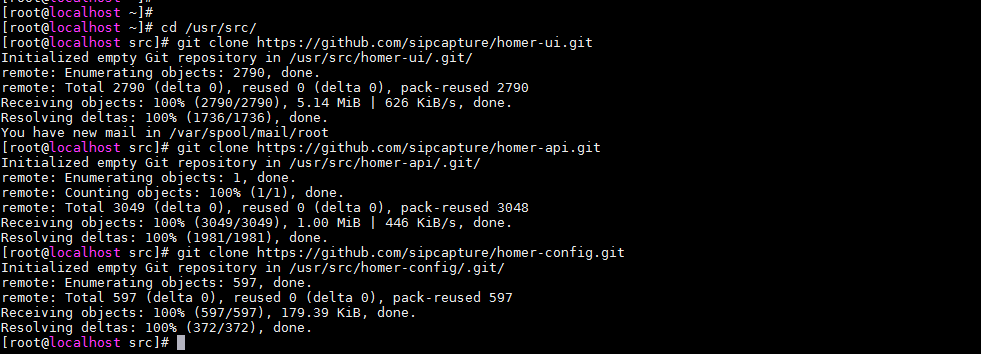 [root@localhost ~]#
[root@localhost ~]# cd /usr/src/
[root@localhost src]# git clone https://github.com/sipcapture/homer-ui.git
Initialized empty Git repository in /usr/src/homer-ui/.git/
remote: Enumerating objects: 2790, done.
remote: Total 2790 (delta 0), reused 0 (delta 0), pack-reused 2790
Receiving objects: 100% (2790/2790), 5.14 MiB | 626 KiB/s, done.
Resolving deltas: 100% (1736/1736), done.
You have new mail in /var/spool/mail/root
[root@localhost src]# git clone https://github.com/sipcapture/homer-api.git
Initialized empty Git repository in /usr/src/homer-api/.git/
remote: Enumerating objects: 1, done.
remote: Counting objects: 100% (1/1), done.
remote: Total 3049 (delta 0), reused 0 (delta 0), pack-reused 3048
Receiving objects: 100% (3049/3049), 1.00 MiB | 446 KiB/s, done.
Resolving deltas: 100% (1981/1981), done.
[root@localhost src]# git clone https://github.com/sipcapture/homer-config.git
Initialized empty Git repository in /usr/src/homer-config/.git/
remote: Enumerating objects: 597, done.
remote: Total 597 (delta 0), reused 0 (delta 0), pack-reused 597
Receiving objects: 100% (597/597), 179.39 KiB, done.
Resolving deltas: 100% (372/372), done.
[root@localhost src]#